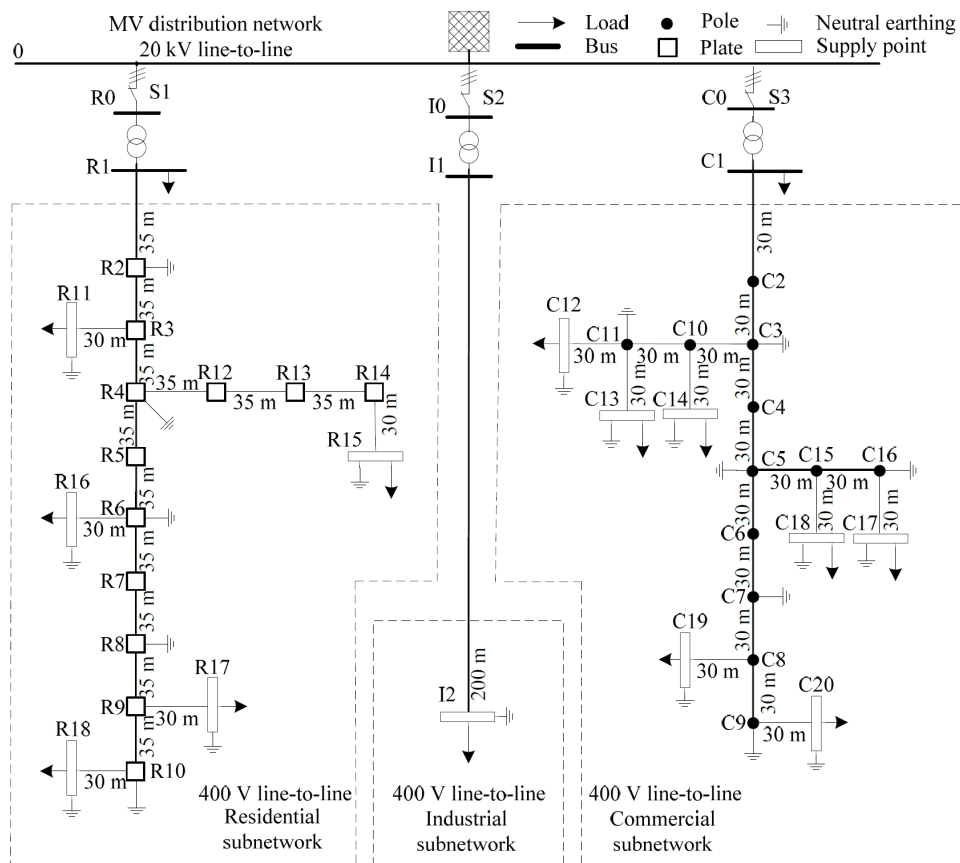 MV distribution network
0 20 kV line-to-line
Load Pole Neutral earthing
Bus Plate Supply point
R0 S1
I0 S2
C0 S3
R1
I1
C1
35 m
30 m
R2
C2
35 m
30 m
R11
R3
30 m
C12
C11
C10
C3
30 m
30 m
30 m
35 m
R4
35 m
R12
35 m
R13
35 m
R14
30 m
30 m
30 m
C13
C14
C4
35 m
R5
R15
30 m
30 m
C5
C15
C16
30 m
30 m
R16
35 m
R6
30 m
30 m
30 m
30 m
C18
C17
C6
35 m
R7
30 m
C7
35 m
R8
30 m
C19
C8
30 m
35 m
R17
R9
30 m
I2
200 m
30 m
C20
C9
30 m
35 m
R18
R10
30 m
400 V line-to-line
Residential
subnetwork
400 V line-to-line
Industrial
subnetwork
400 V line-to-line
Commercial
subnetwork